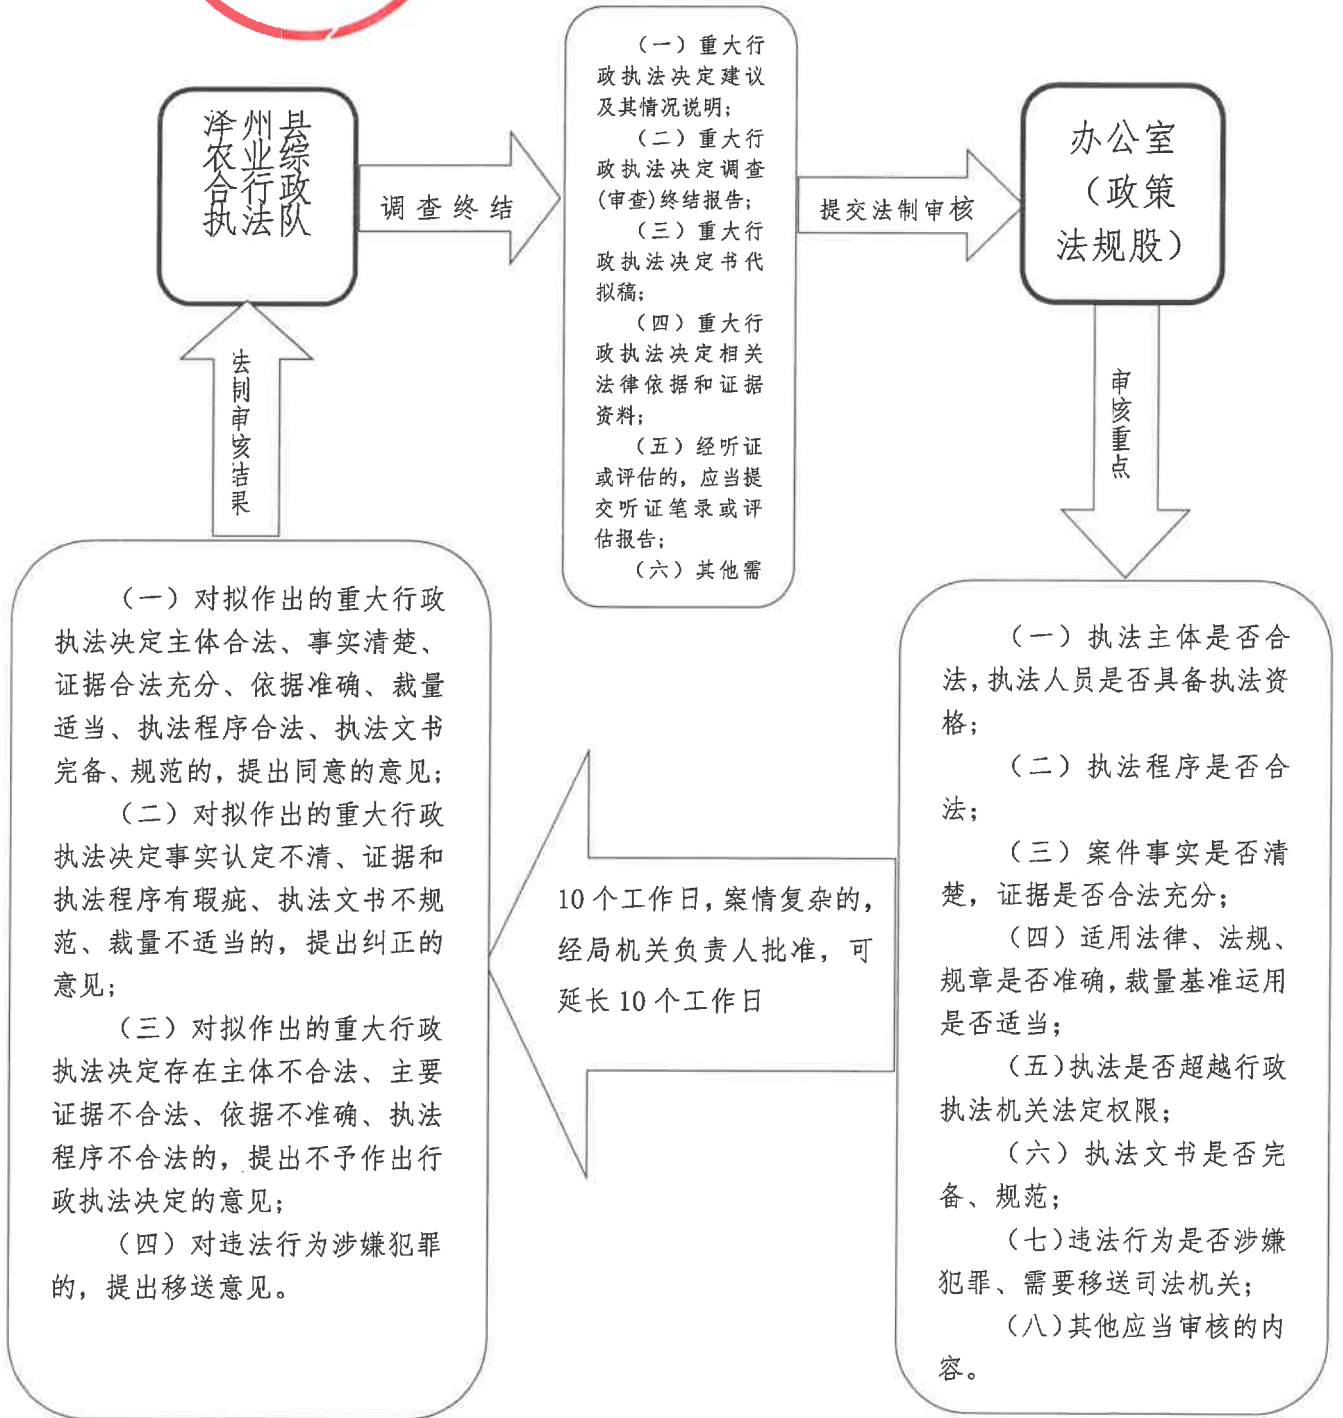 泽州县
农业综
合行政
执法队
调查终结
（一）重大行
政执法决定建议
及其情况说明；
（二）重大行
政执法决定调查
(审查)终结报告；
（三）重大行
政执法决定书代
拟稿；
（四）重大行
政执法决定相关
法律依据和证据
资料；
（五）经听证
或评估的，应当提
交听证笔录或评
估报告；
（六）其他需
提交法制审核
办公室
（政策
法规股）
审核重点
（一）执法主体是否合
法，执法人员是否具备执法资
格；
（二）执法程序是否合
法；
（三）案件事实是否清
楚，证据是否合法充分；
（四）适用法律、法规、
规章是否准确，裁量基准运用
是否适当；
（五）执法是否超越行政
执法机关法定权限；
（六）执法文书是否完
备、规范；
（七）违法行为是否涉嫌
犯罪、需要移送司法机关；
（八）其他应当审核的内
容。
10个工作日，案情复杂的，
经局机关负责人批准，可
延长10个工作日
（一）对拟作出的重大行政
执法决定主体合法、事实清楚、
证据合法充分、依据准确、裁量
适当、执法程序合法、执法文书
完备、规范的，提出同意的意见；
（二）对拟作出的重大行政
执法决定事实认定不清、证据和
执法程序有瑕疵、执法文书不规
范、裁量不适当的，提出纠正的
意见；
（三）对拟作出的重大行政
执法决定存在主体不合法、主要
证据不合法、依据不准确、执法
程序不合法的，提出不予作出行
政执法决定的意见；
（四）对违法行为涉嫌犯罪
的，提出移送意见。
法制审核结果